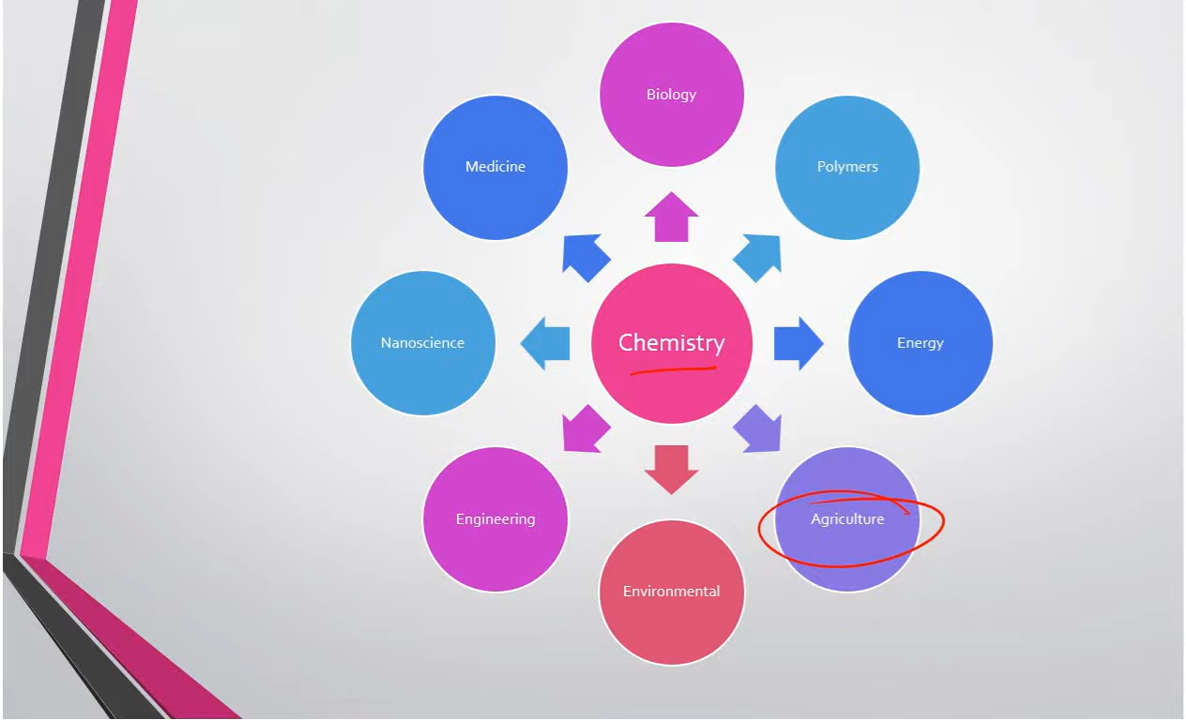 Biology
Medicine
Polymers
Nanoscience
Chemistry
Energy
Engineering
Agriculture
Environmental